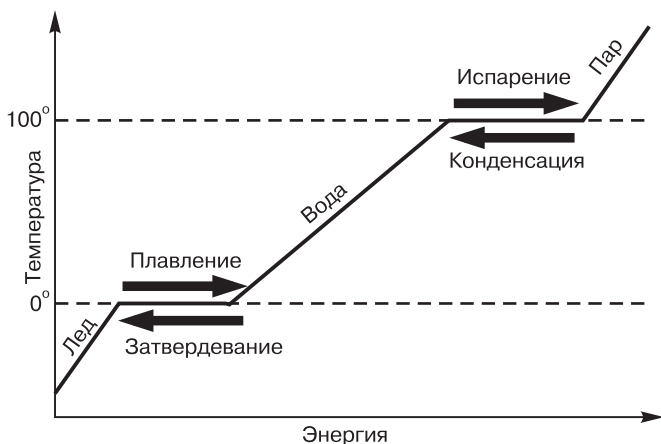 Испарение
Пар
100°
Конденсация
Температура
Вода
Плавление
0°
Лед
Затвердевание
Энергия